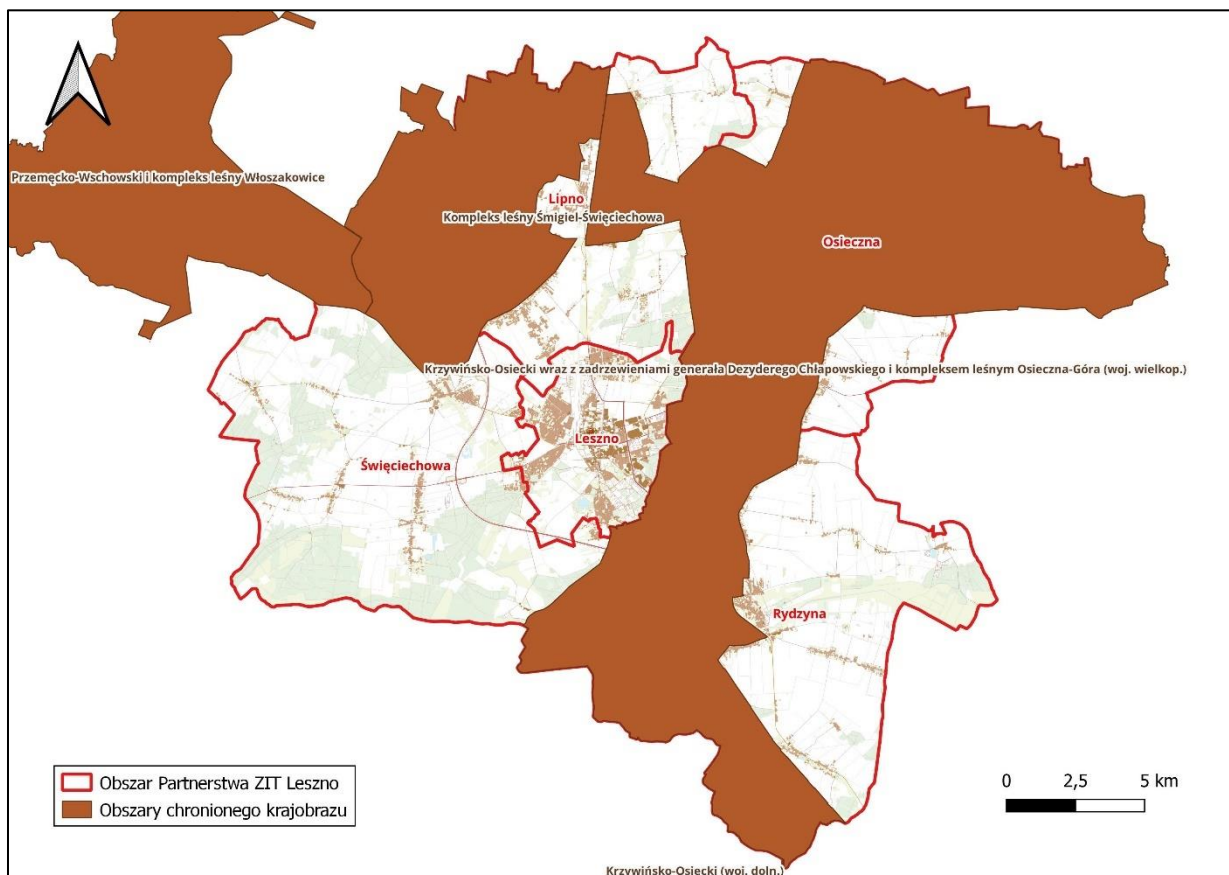 Przemęcko-Wschowski i kompleks leśny Włoszakowice
Lipno
Kompleks leśny Śmigiel-Święciechowa
Osieczna
Krzywińsko-Osiecki wraz z zadrzewieniami generała Dezyderego Chłapowskiego i kompleksem leśnym Osieczna-Góra (woj. wielkop.)
Leszno
Święciechowa
Rydzyna
Obszar Partnerstwa ZIT Leszno
Obszary chronionego krajobrazu
0 2,5 5 km
Krzywińsko-Osiecki (woj. doln.)